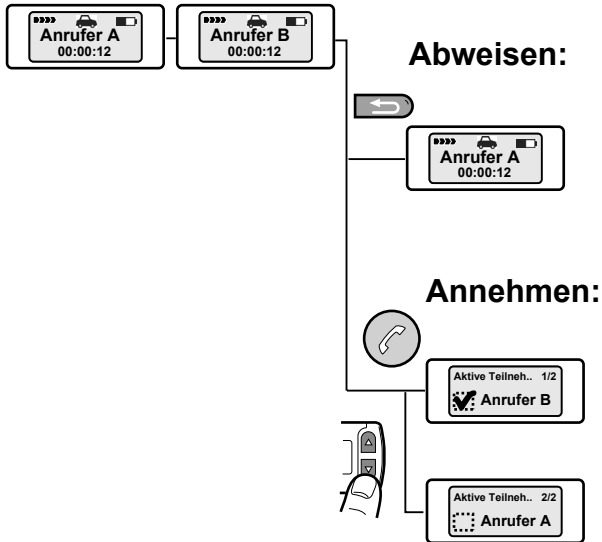 Anrufer A
00:00:12
Anrufer B
00:00:12
Abweisen:
Anrufer A
00:00:12
Annehmen:
Aktive Teilneh.. 1/2
Anrufer B
Aktive Teilneh.. 2/2
Anrufer A